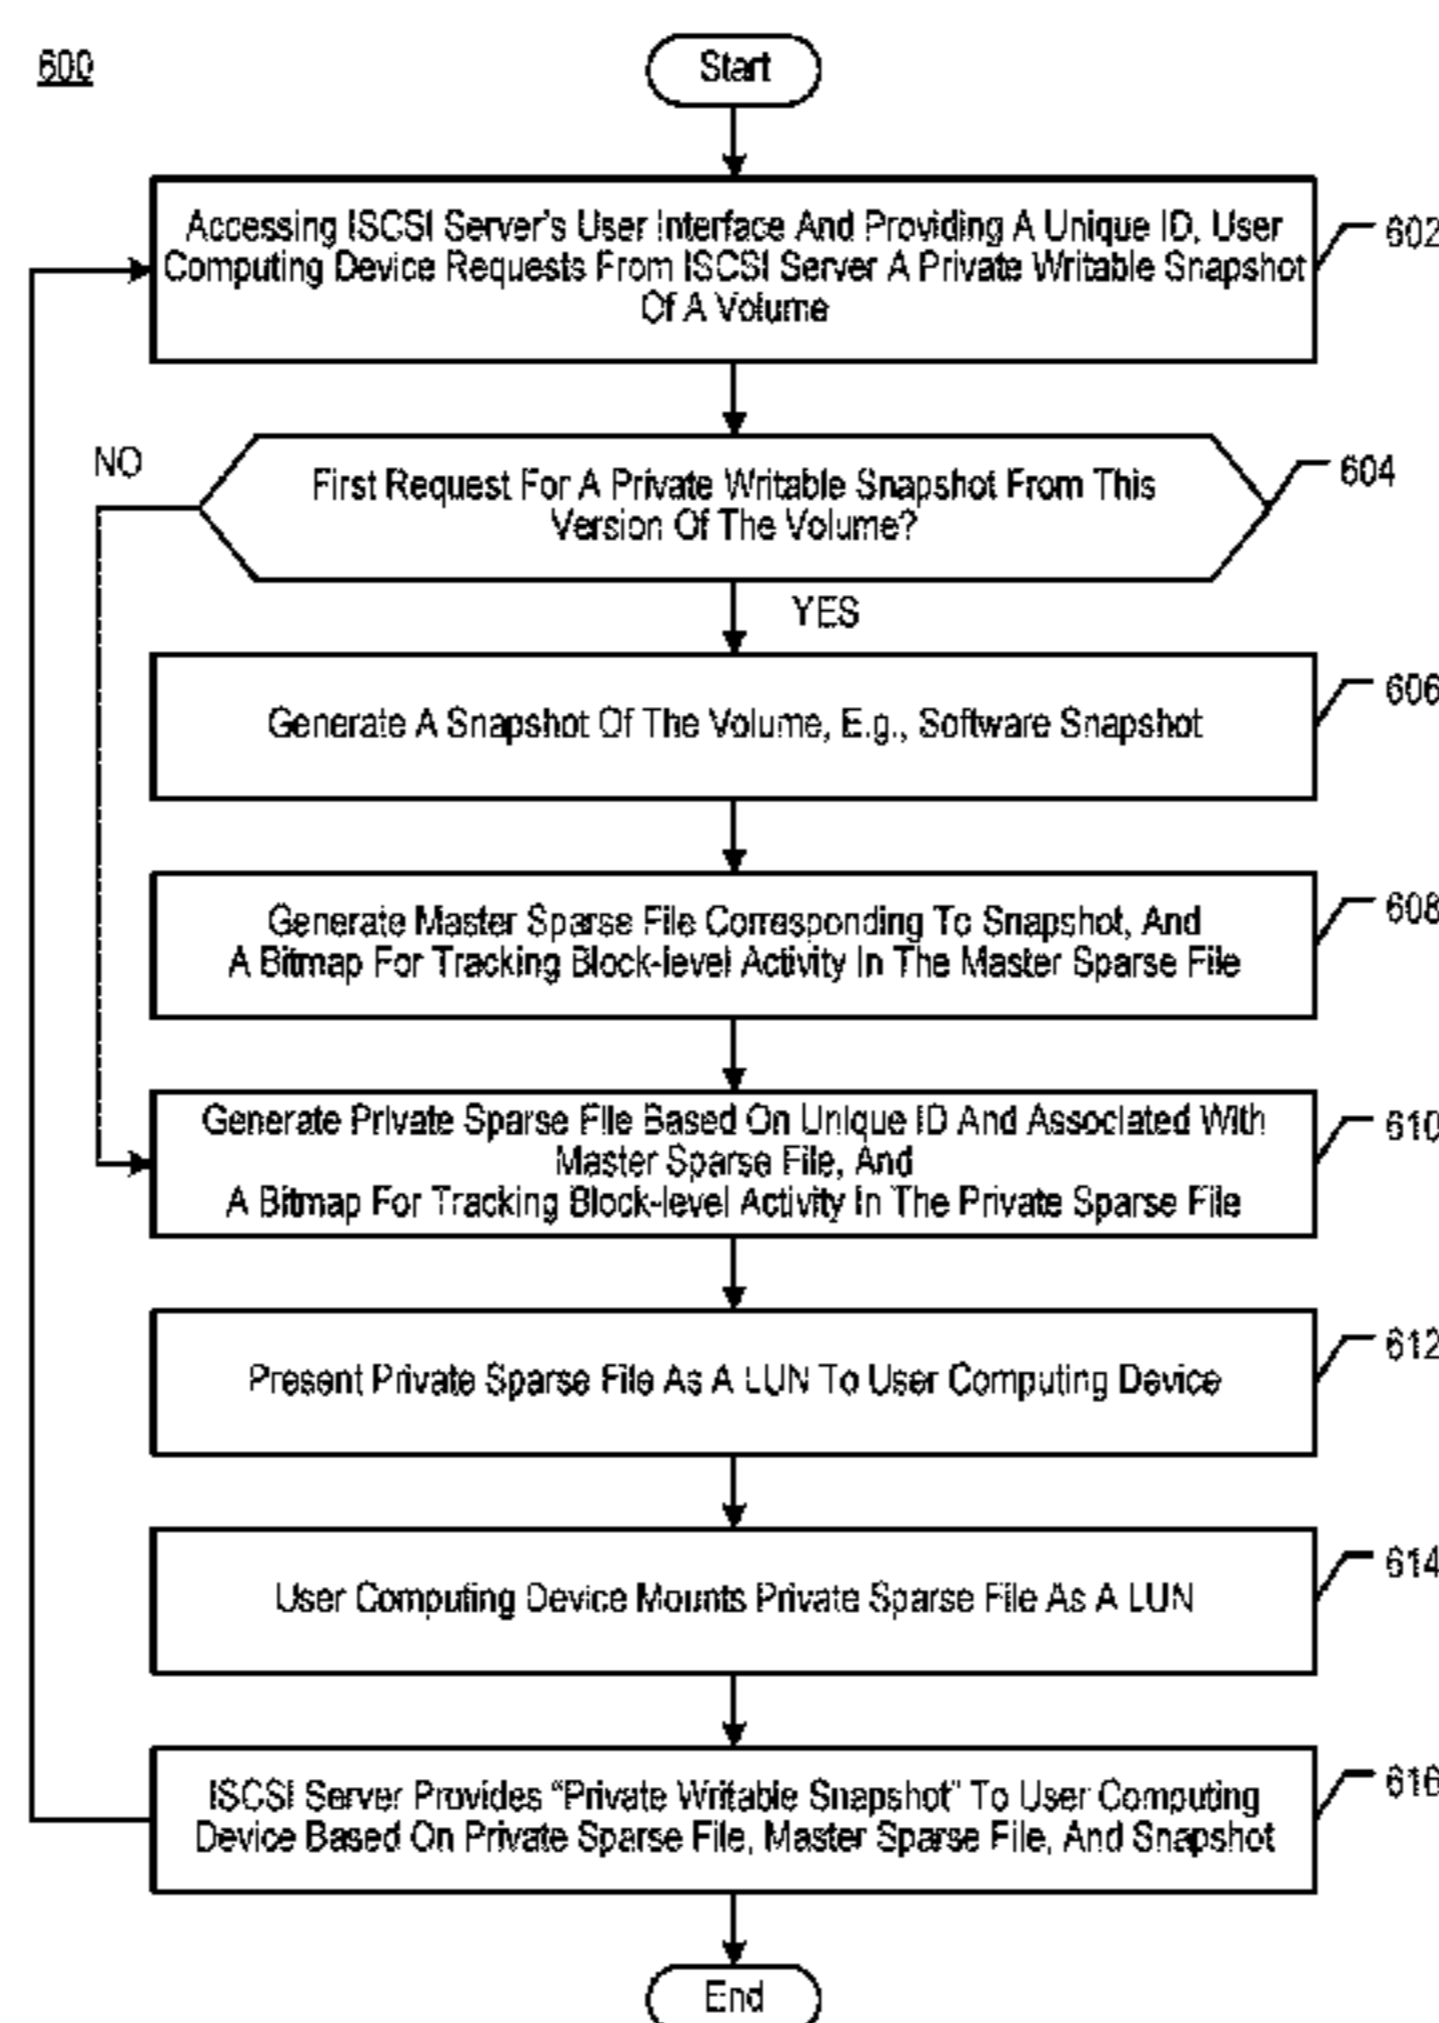 600
Start
Accessing ISCSI Server's User Interface And Providing A Unique ID, User
Computing Device Requests From ISCSI Server A Private Writable Snapshot
Of A Volume
602
NO
First Request For A Private Writable Snapshot From This
Version Of The Volume?
604
YES
Generate A Snapshot Of The Volume, E.g., Software Snapshot
606
Generate Master Sparse File Corresponding To Snapshot, And
A Bitmap For Tracking Block-level Activity In The Master Sparse File
608
Generate Private Sparse File Based On Unique ID And Associated With
Master Sparse File, And
A Bitmap For Tracking Block-level Activity In The Private Sparse File
610
Present Private Sparse File As A LUN To User Computing Device
612
User Computing Device Mounts Private Sparse File As A LUN
614
ISCSI Server Provides “Private Writable Snapshot” To User Computing
Device Based On Private Sparse File, Master Sparse File, And Snapshot
616
End